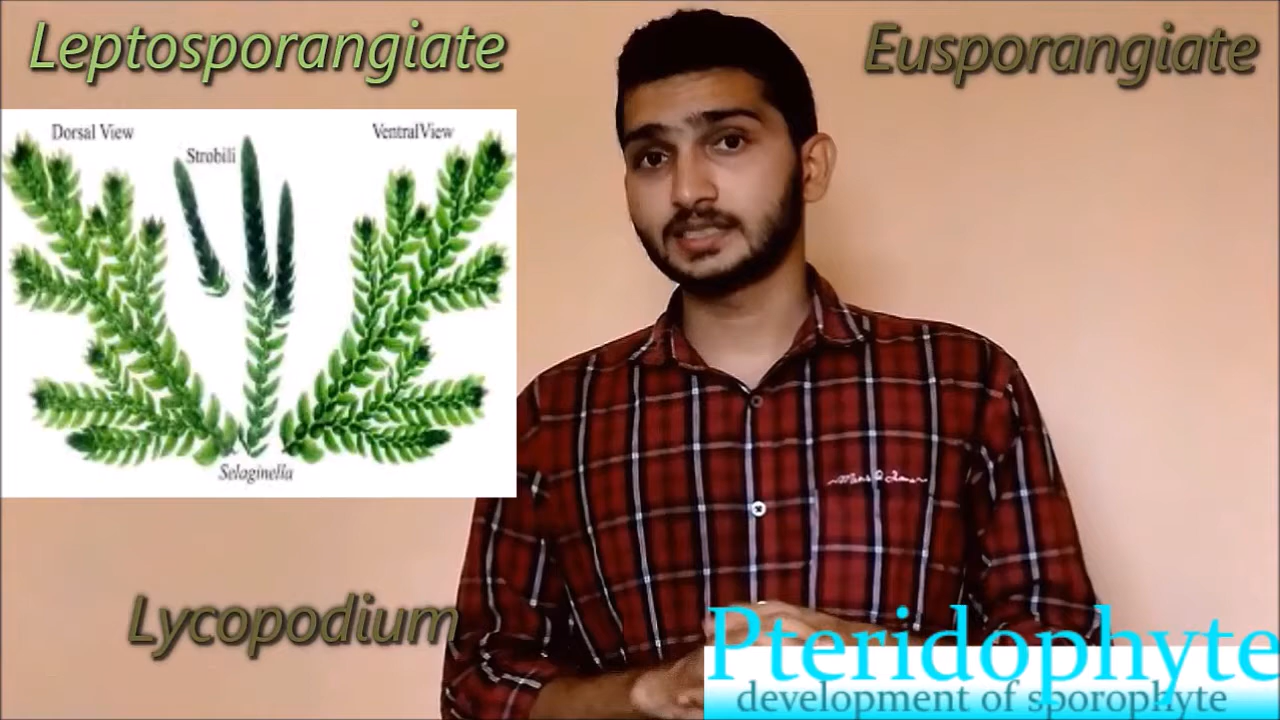 Leptosporangiate
Eusporangiate
Dorsal View
VentralView
Strobili
Selaginella
Lycopodium
Pteridophyte
development of sporophyte